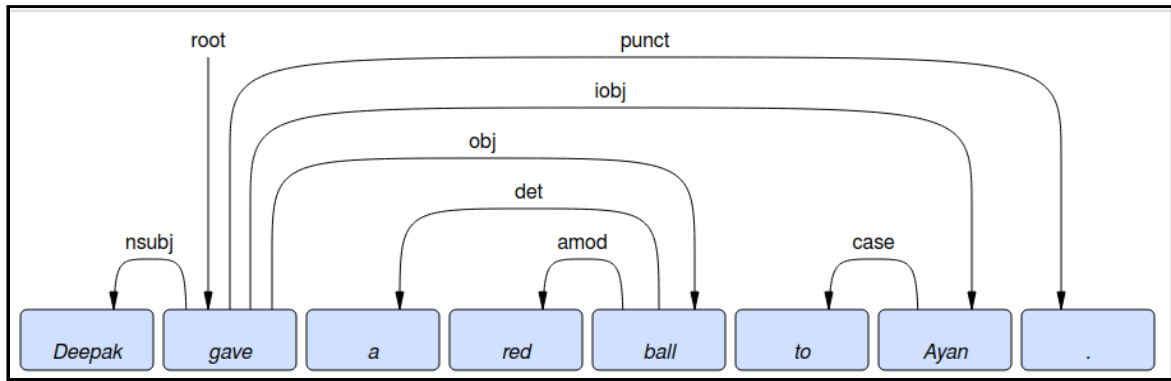 root punct
iobj
obj
det
nsubj amod case
Deepak gave a red ball to Ayan .